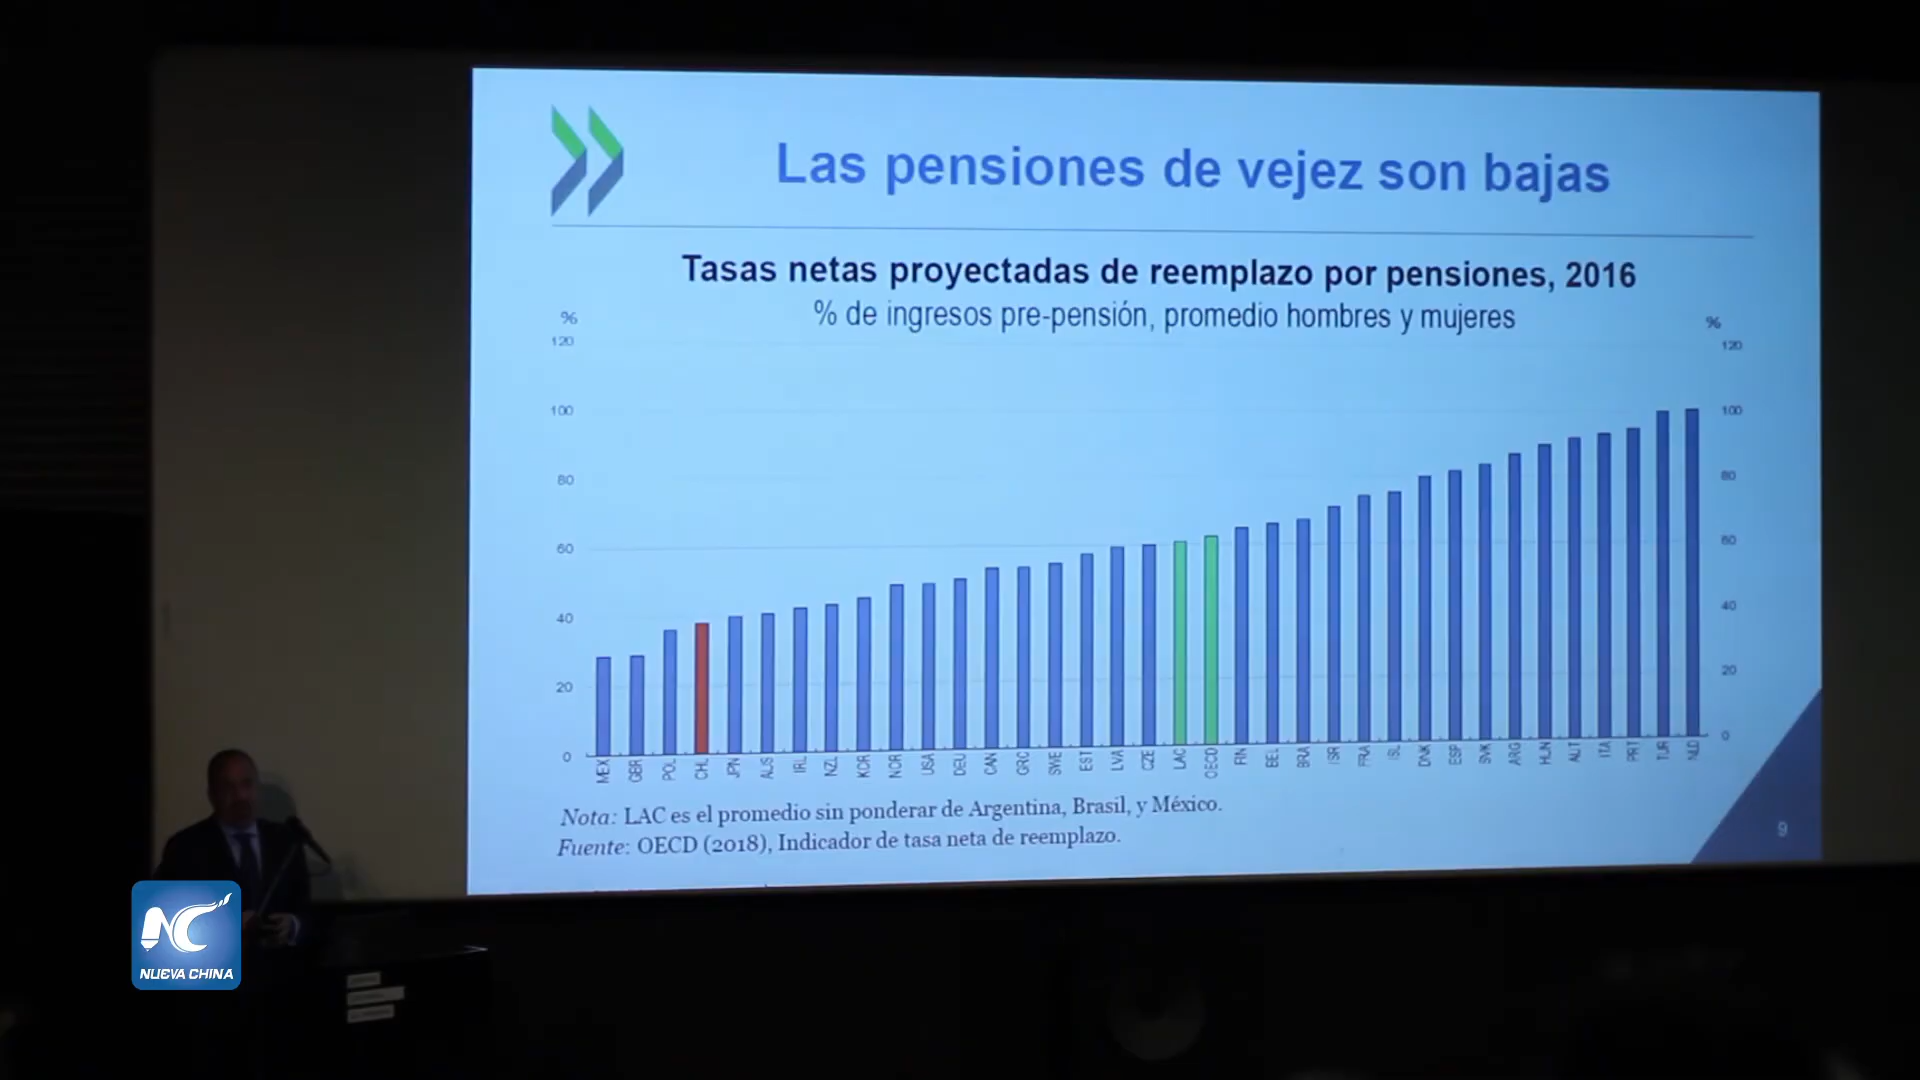 Las pensiones de vejez son bajas
Tasas netas proyectadas de reemplazo por pensiones, 2016
% de ingresos pre-pensión, promedio hombres y mujeres
% %
120 120
100 100
80 80
60 60
40 40
20 20
0 0
MEX GBR POL CHL JPN AUS IRL NZL KOR NOR USA DEU CAN GRC SWE EST LVA CZE LAC OECD FIN BEL BRA ISR FRA ISL DNK ESP SVK ARG HUN AUT ITA PRT TUR NLD
Nota: LAC es el promedio sin ponderar de Argentina, Brasil, y México.
Fuente: OECD (2018), Indicador de tasa neta de reemplazo.
9
NC
NUEVA CHINA